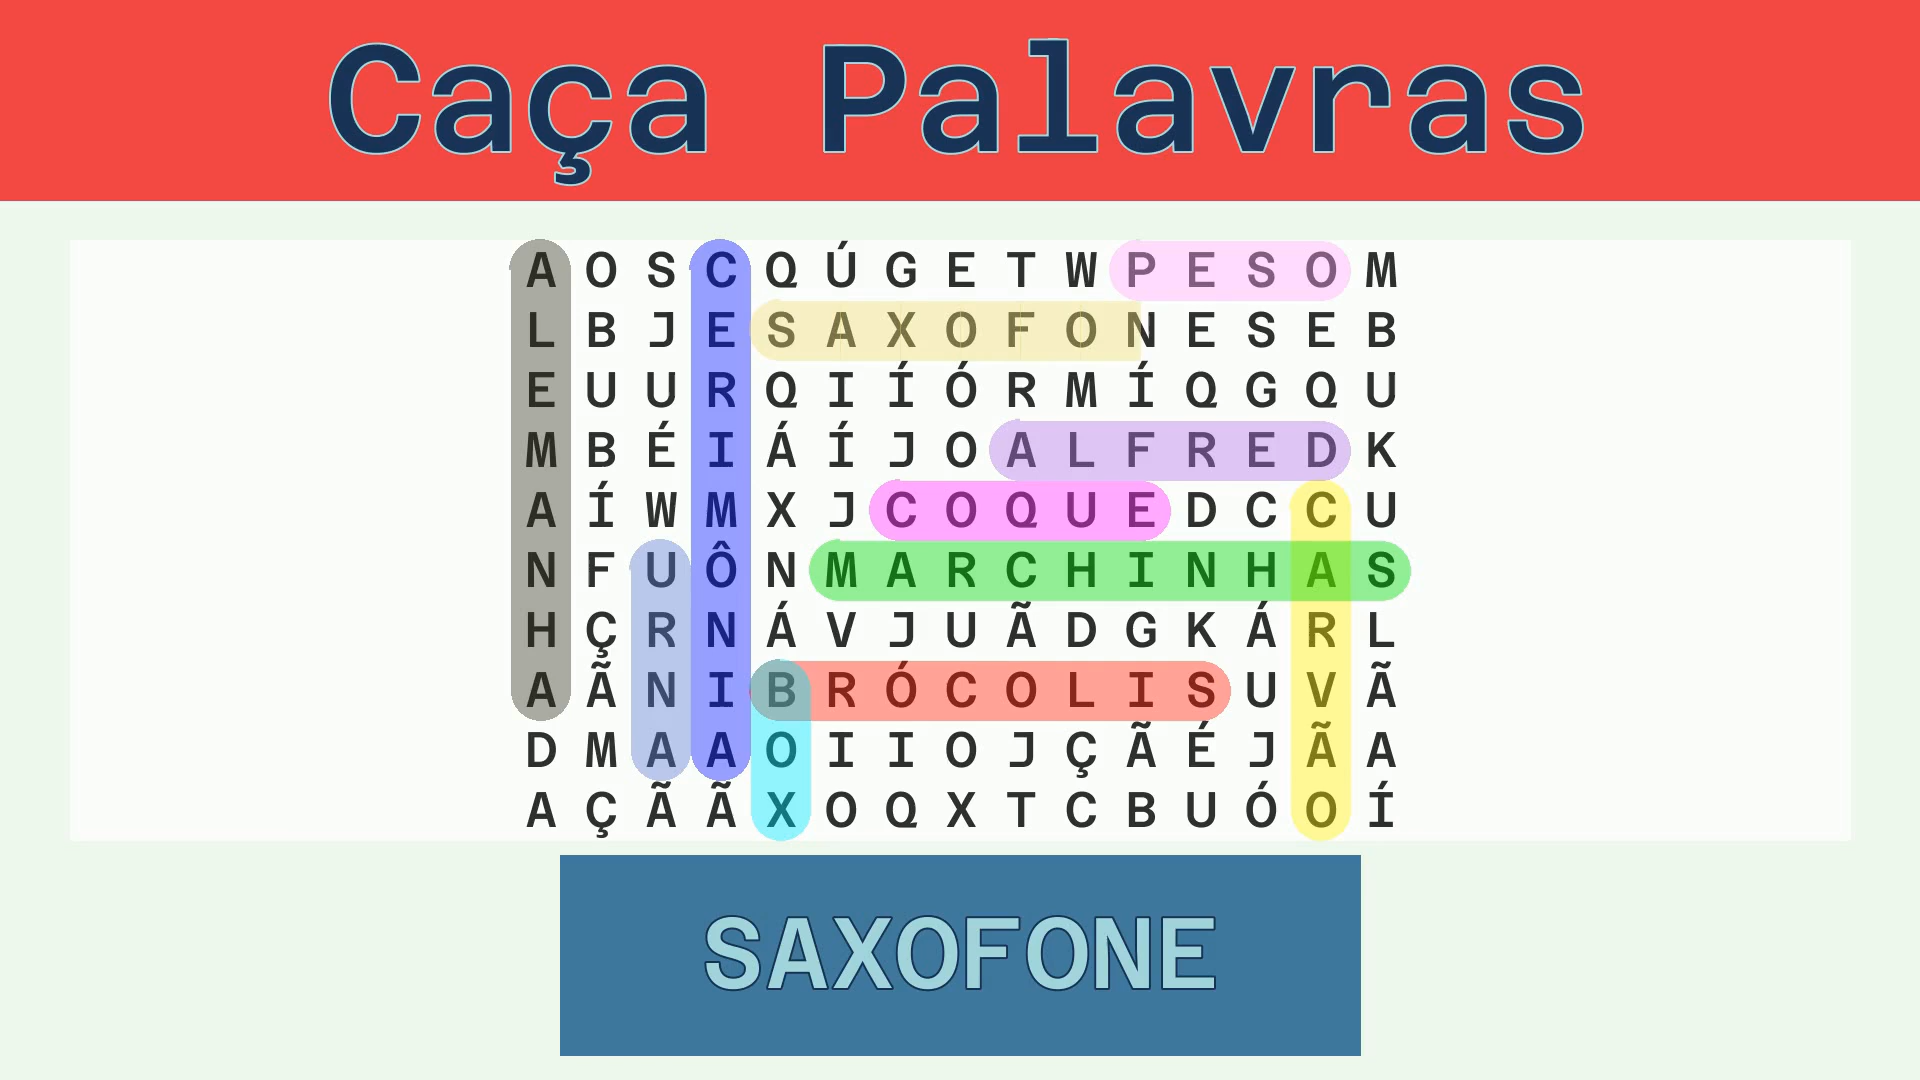 Caça Palavras
A O S C Q Ú G E T W P E S O M
L B J E S A X O F O N E S E B
E U U R Q I Í Ó R M Í Q G Q U
M B É I Á Í J O A L F R E D K
A Í W M X J C O Q U E D C C U
N F U Ô N M A R C H I N H A S
H Ç R N Á V J U Ã D G K Á R L
A Ã N I B R Ó C O L I S U V Ã
D M A A O I I O J Ç Ã É J Ã A
A Ç Ã Ã X O Q X T C B U Ó O Í
SAXOFONE